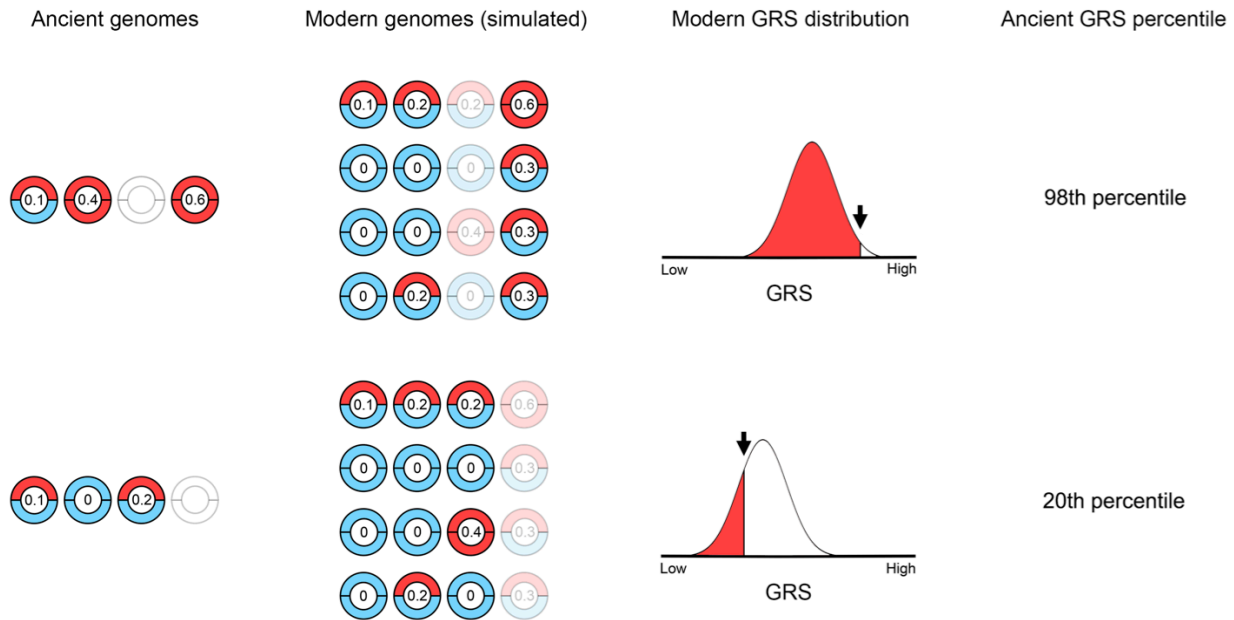 Ancient genomes Modern genomes (simulated) Modern GRS distribution Ancient GRS percentile
0.1 0.2 0.2 0.6
0 0 0 0.3
0.1 0.4 0.6
98th percentile
0 0 0.4 0.3
Low High
GRS
0 0.2 0 0.3
0.1 0.2 0.2 0.6
0 0 0 0.3
0.1 0 0.2
20th percentile
0 0 0.4 0.3
Low High
GRS
0 0.2 0 0.3